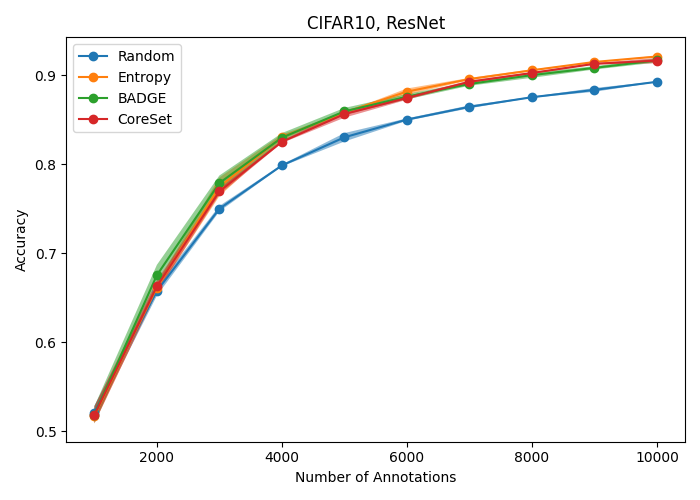 CIFAR10, ResNet
Random
Entropy
BADGE
CoreSet
Accuracy
0.9
0.8
0.7
0.6
0.5
2000
4000
6000
8000
10000
Number of Annotations